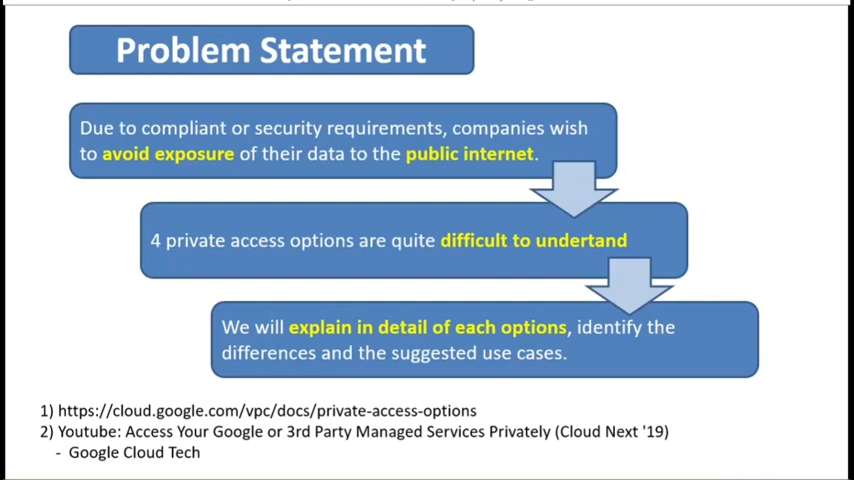 Problem Statement
Due to compliant or security requirements, companies wish
to avoid exposure of their data to the public internet.
4 private access options are quite difficult to undertand
We will explain in detail of each options, identify the
differences and the suggested use cases.
1) https://cloud.google.com/vpc/docs/private-access-options
2) Youtube: Access Your Google or 3rd Party Managed Services Privately (Cloud Next '19)
- Google Cloud Tech